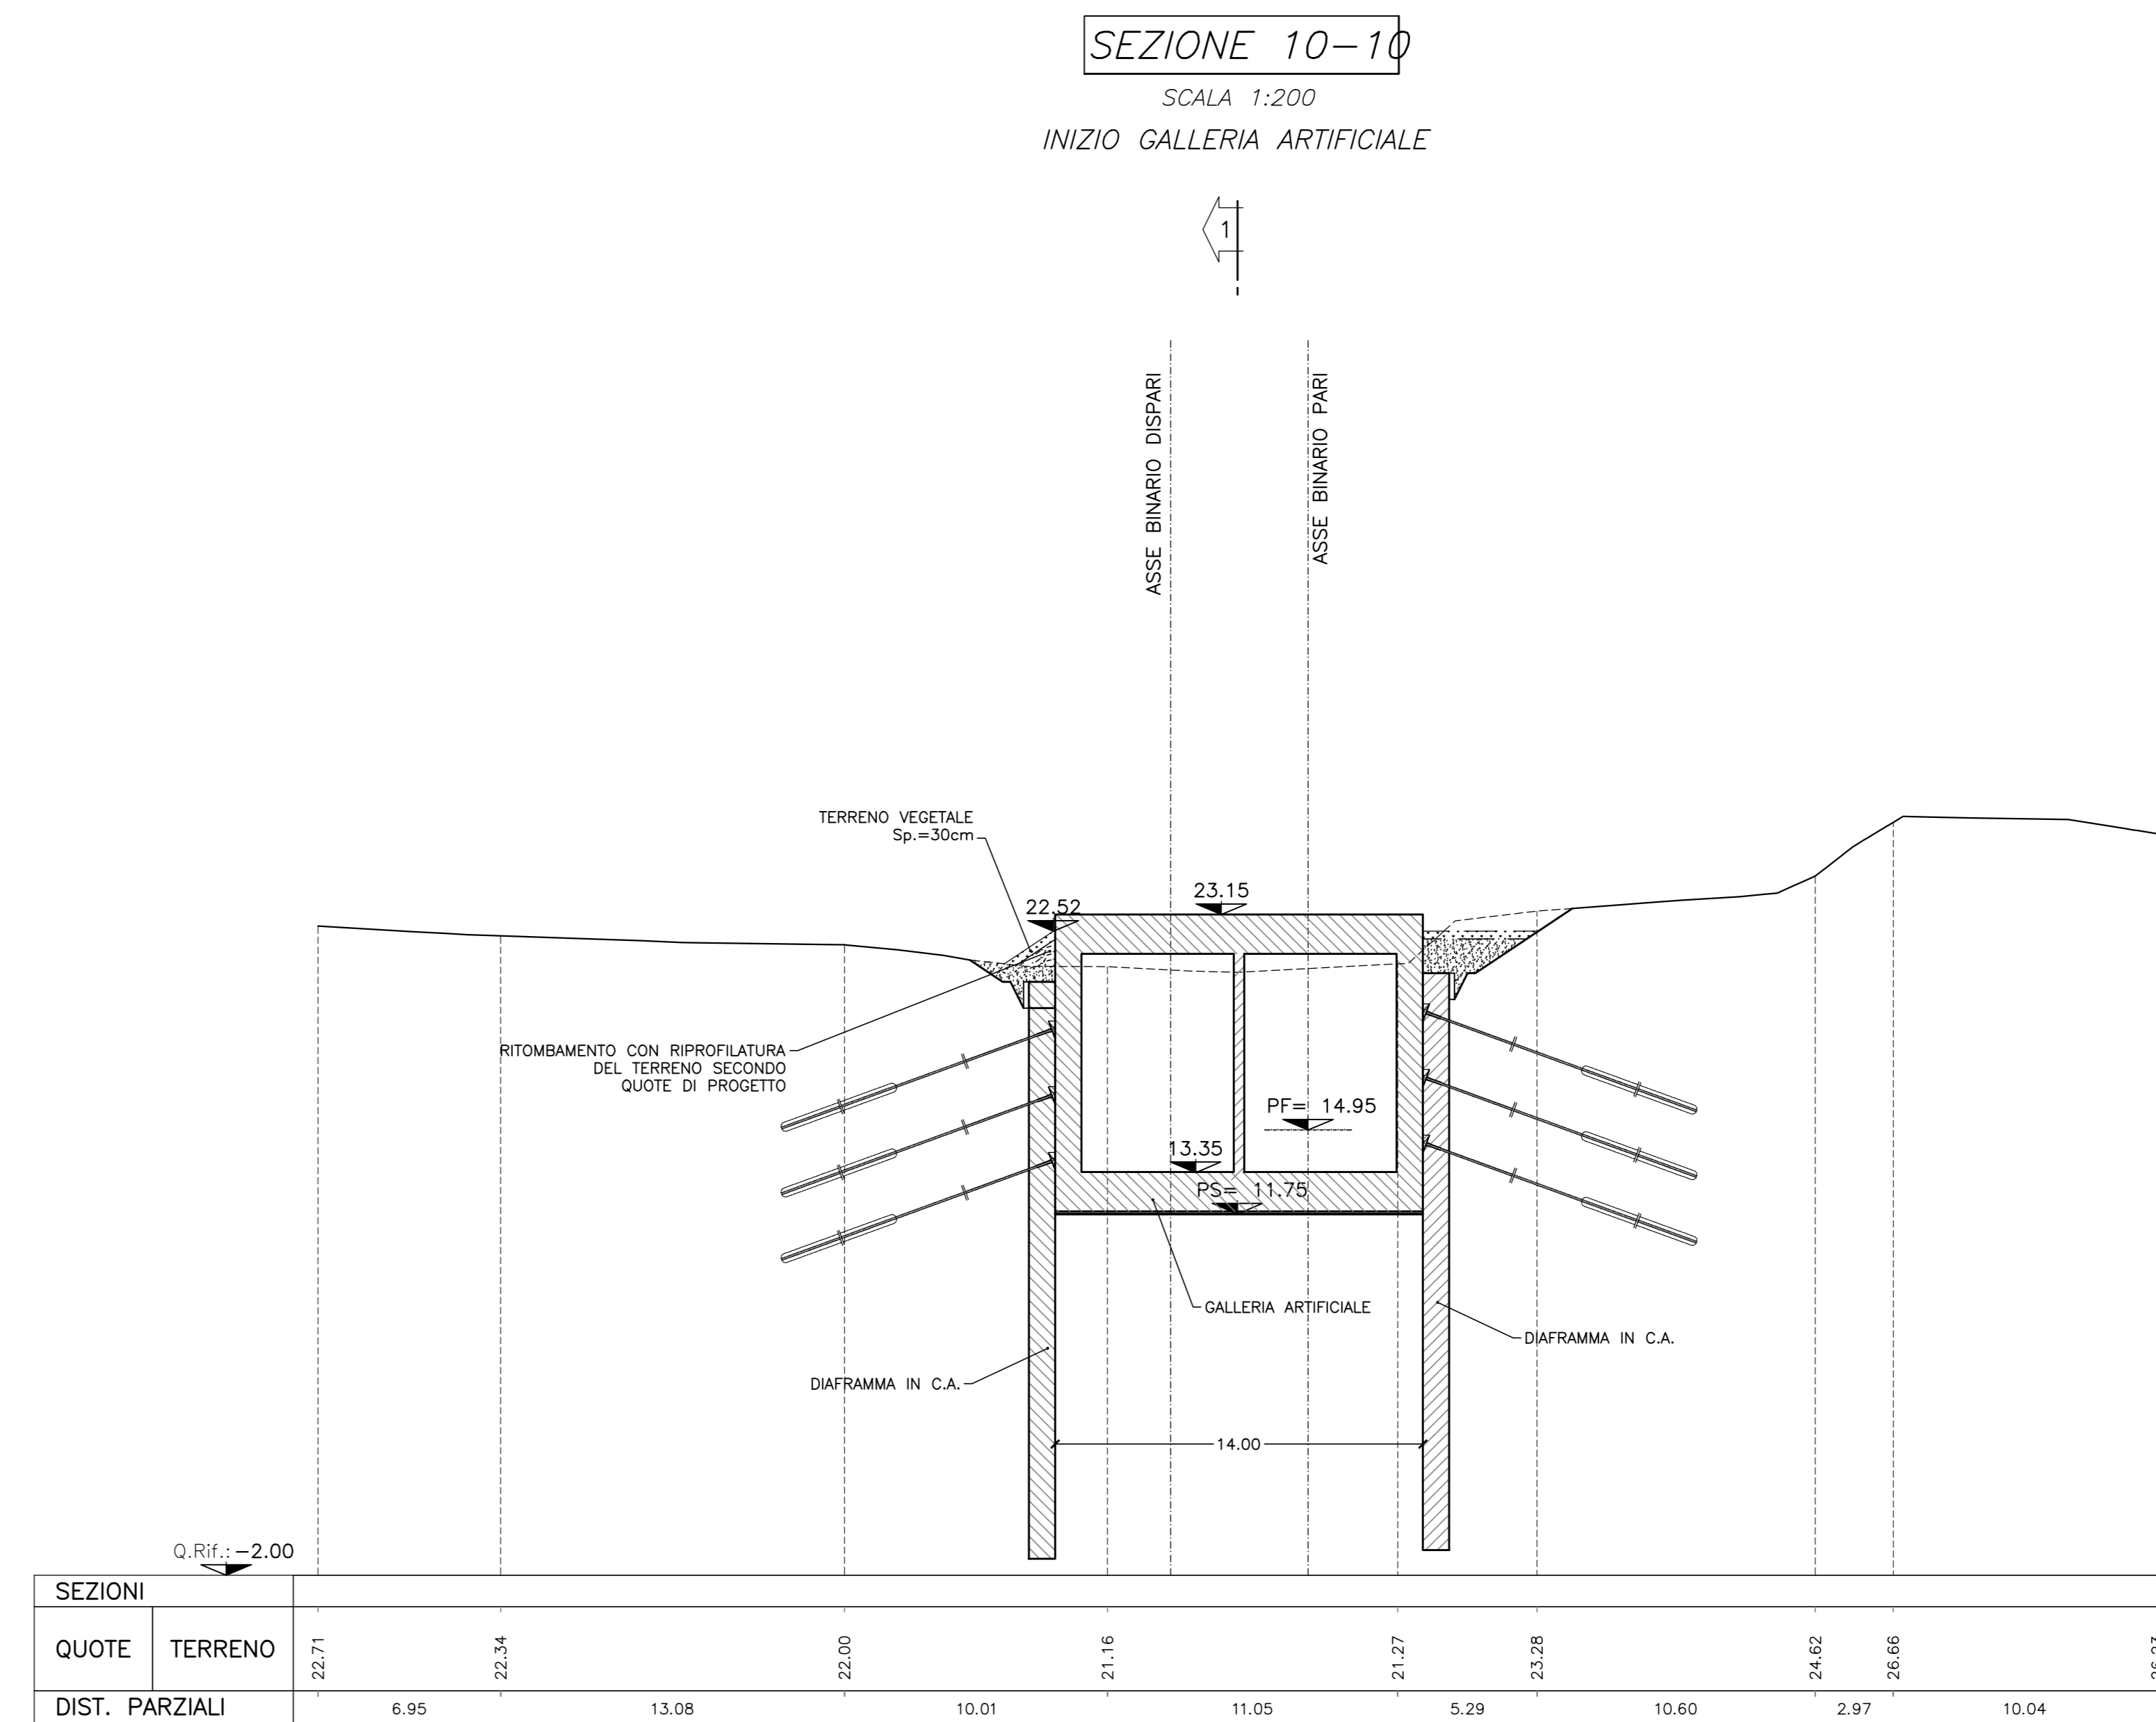 SEZIONE 10-10
SCALA 1:200
INIZIO GALLERIA ARTIFICIALE
1
ASSE BINARIO DISPARI
ASSE BINARIO PARI
TERRENO VEGETALE
Sp.=30cm
23.15
22.52
RITOMBAMENTO CON RIPROFILATURA
DEL TERRENO SECONDO
QUOTE DI PROGETTO
PF= 14.95
13.35
PS= 11.75
GALLERIA ARTIFICIALE
DIAFRAMMA IN C.A.
DIAFRAMMA IN C.A.
14.00
Q.Rif.: -2.00
SEZIONI
QUOTE TERRENO 22.71 22.34 22.00 21.16 21.27 23.28 24.62 26.66
DIST. PARZIALI 6.95 13.08 10.01 11.05 5.29 10.60 2.97 10.04